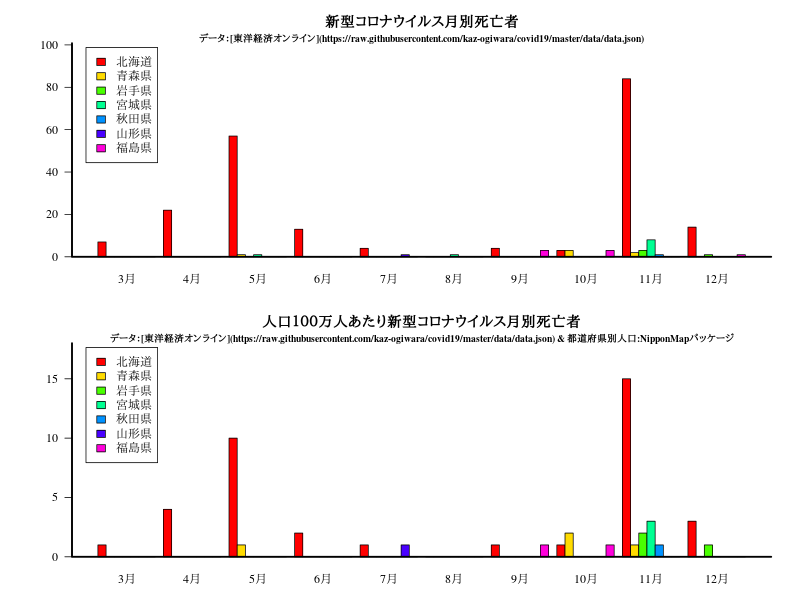 新型コロナウイルス月別死亡者
データ：[東洋経済オンライン](https://raw.githubusercontent.com/kaz-ogiwara/covid19/master/data/data.json)
100
80
60
40
20
0
北海道
青森県
岩手県
宮城県
秋田県
山形県
福島県
3月 4月 5月 6月 7月 8月 9月 10月 11月 12月
人口100万人あたり新型コロナウイルス月別死亡者
データ：[東洋経済オンライン](https://raw.githubusercontent.com/kaz-ogiwara/covid19/master/data/data.json) & 都道府県別人口:NipponMapパッケージ
15
10
5
0
北海道
青森県
岩手県
宮城県
秋田県
山形県
福島県
3月 4月 5月 6月 7月 8月 9月 10月 11月 12月